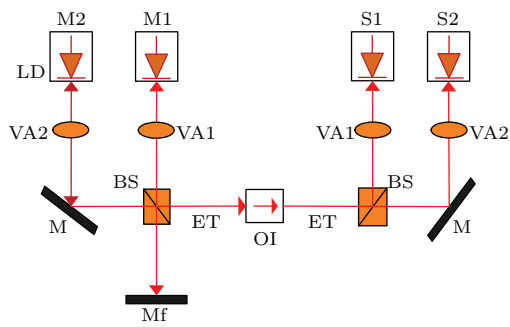 M2 M1 S1 S2
LD
VA2 VA1 VA1 VA2
BS BS
M ET OI ET M
Mf